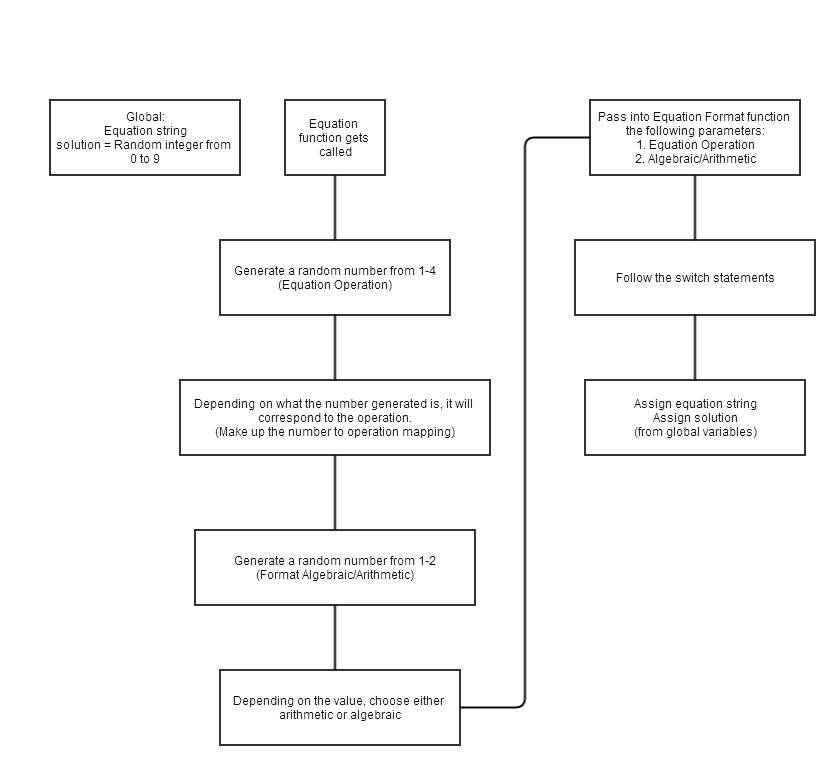 Global:
Equation string
solution = Random integer from
0 to 9
Equation
function gets
called
Generate a random number from 1-4
(Equation Operation)
Depending on what the number generated is, it will
correspond to the operation.
(Make up the number to operation mapping)
Generate a random number from 1-2
(Format Algebraic/Arithmetic)
Depending on the value, choose either
arithmetic or algebraic
Pass into Equation Format function
the following parameters:
1. Equation Operation
2. Algebraic/Arithmetic
Follow the switch statements
Assign equation string
Assign solution
(from global variables)